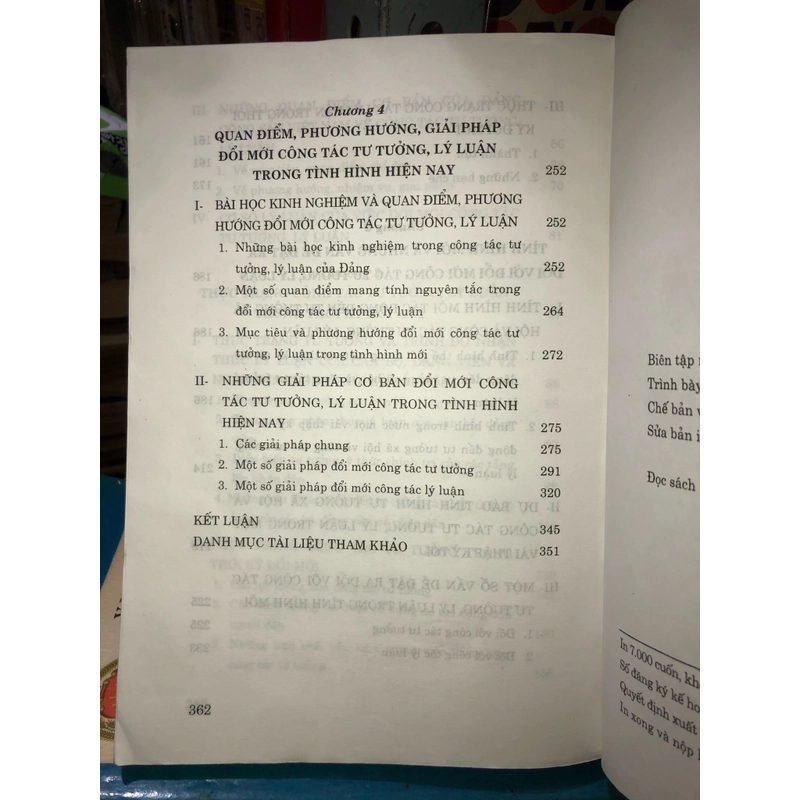 Chương 4
QUAN ĐIỂM, PHƯƠNG HƯỚNG, GIẢI PHÁP
ĐỔI MỚI CÔNG TÁC TƯ TƯỞNG, LÝ LUẬN
TRONG TÌNH HÌNH HIỆN NAY 252
I- BÀI HỌC KINH NGHIỆM VÀ QUAN ĐIỂM, PHƯƠNG
HƯỚNG ĐỔI MỚI CÔNG TÁC TƯ TƯỞNG, LÝ LUẬN 252
1. Những bài học kinh nghiệm trong công tác tư
tưởng, lý luận của Đảng 252
2. Một số quan điểm mang tính nguyên tắc trong
đổi mới công tác tư tưởng, lý luận 264
3. Mục tiêu và phương hướng đổi mới công tác tư
tưởng, lý luận trong tình hình mới 272
II- NHỮNG GIẢI PHÁP CƠ BẢN ĐỔI MỚI CÔNG
TÁC TƯ TƯỞNG, LÝ LUẬN TRONG TÌNH HÌNH
HIỆN NAY 275
1. Các giải pháp chung 275
2. Một số giải pháp đổi mới công tác tư tưởng 291
3. Một số giải pháp đổi mới công tác lý luận 320
KẾT LUẬN 345
DANH MỤC TÀI LIỆU THAM KHẢO 351
362
Biên tập
Trình bày
Chế bản
Sửa bản
Đọc sách
In 7.000 cuốn,
Số đăng ký kế
Quyết định xuất
In xong và nộp